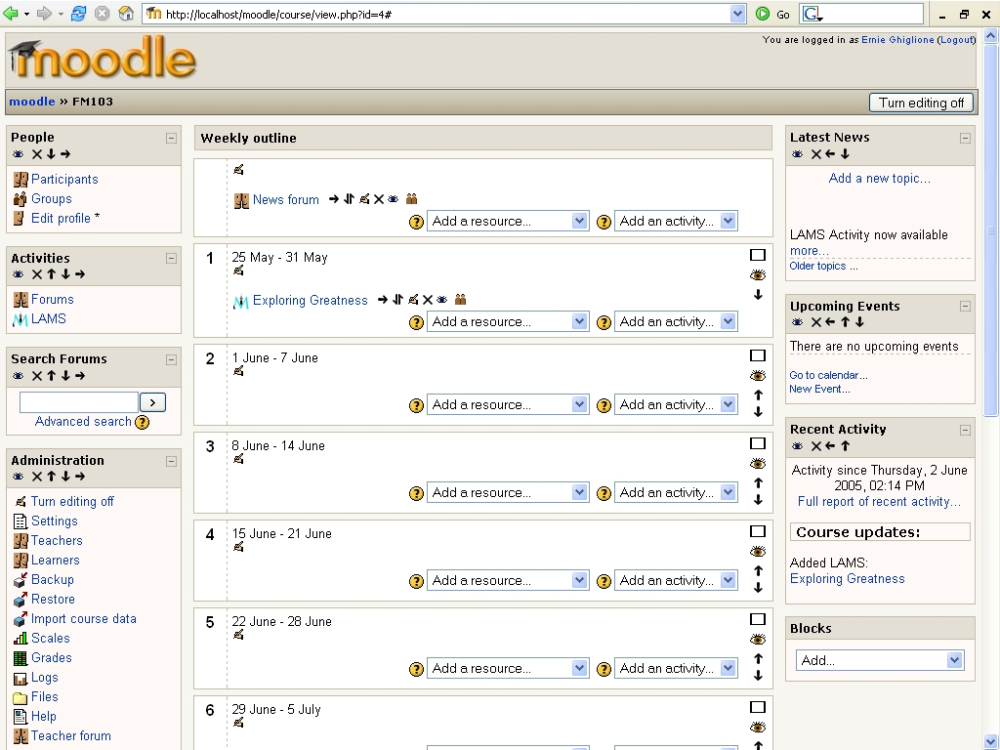 http://localhost/moodle/course/view.php?id=4#
Go
G
moodle
You are logged in as Ernie Ghiglione (Logout)
moodle » FM103
Turn editing off
People
Participants
Groups
Edit profile *
Activities
Forums
LAMS
Search Forums
>
Advanced search ?
Administration
Turn editing off
Settings
Teachers
Learners
Backup
Restore
Import course data
Scales
Grades
Logs
Files
Help
Teacher forum
Weekly outline
News forum
? Add a resource... ? Add an activity...
1 25 May - 31 May
Exploring Greatness
? Add a resource... ? Add an activity...
2 1 June - 7 June
? Add a resource... ? Add an activity...
3 8 June - 14 June
? Add a resource... ? Add an activity...
4 15 June - 21 June
? Add a resource... ? Add an activity...
5 22 June - 28 June
? Add a resource... ? Add an activity...
6 29 June - 5 July
Latest News
Add a new topic...
LAMS Activity now available
more...
Older topics ...
Upcoming Events
There are no upcoming events
Go to calendar...
New Event...
Recent Activity
Activity since Thursday, 2 June
2005, 02:14 PM
Full report of recent activity...
Course updates:
Added LAMS:
Exploring Greatness
Blocks
Add...